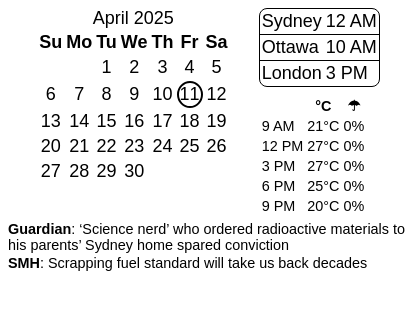 April 2025
Su Mo Tu We Th Fr Sa
1 2 3 4 5
6 7 8 9 10 11 12
13 14 15 16 17 18 19
20 21 22 23 24 25 26
27 28 29 30
Sydney 12 AM
Ottawa 10 AM
London 3 PM
°C ☂
9 AM 21°C 0%
12 PM 27°C 0%
3 PM 27°C 0%
6 PM 25°C 0%
9 PM 20°C 0%
Guardian: ‘Science nerd’ who ordered radioactive materials to
his parents’ Sydney home spared conviction
SMH: Scrapping fuel standard will take us back decades